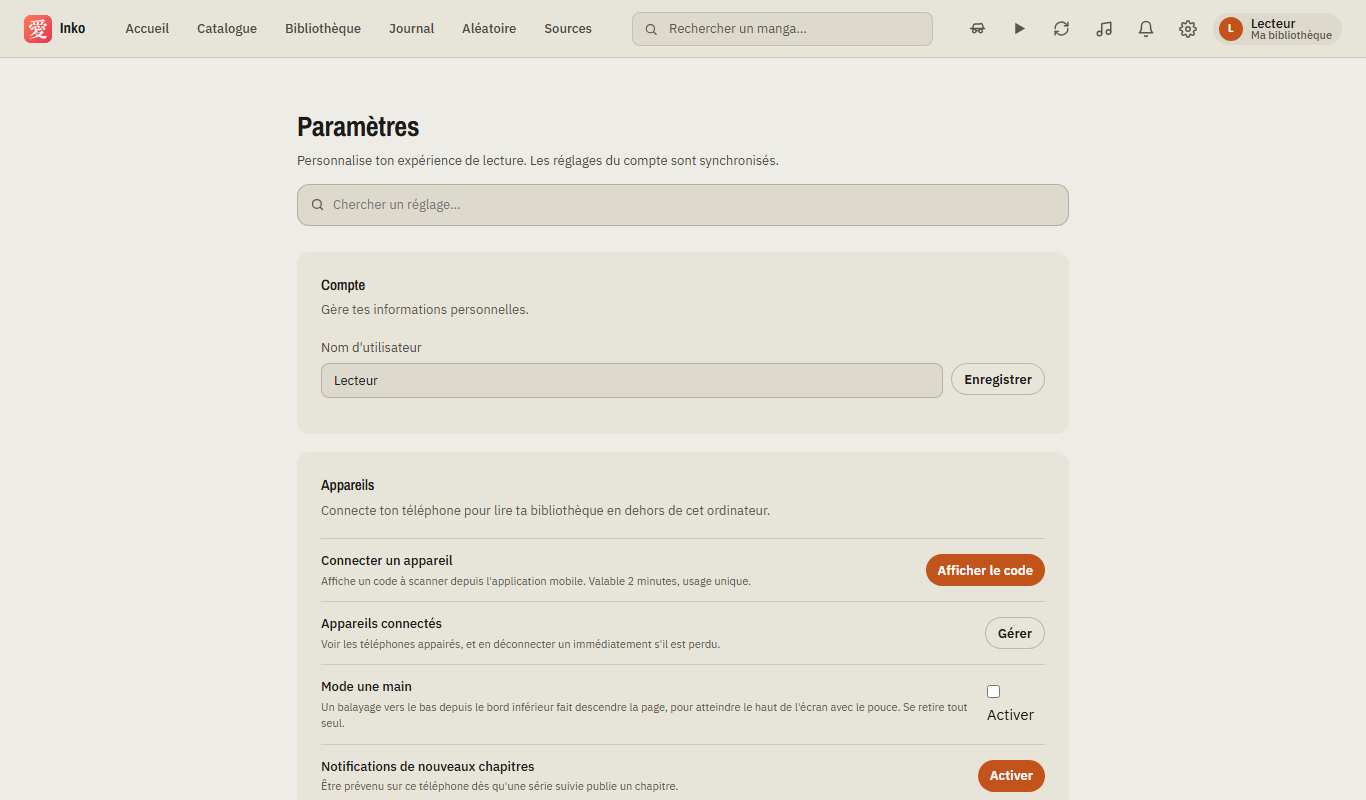 愛 Inko
Accueil
Catalogue
Bibliothèque
Journal
Aléatoire
Sources
Rechercher un manga...
L
Lecteur
Ma bibliothèque
Paramètres
Personnalise ton expérience de lecture. Les réglages du compte sont synchronisés.
Chercher un réglage...
Compte
Gère tes informations personnelles.
Nom d'utilisateur
Lecteur
Enregistrer
Appareils
Connecte ton téléphone pour lire ta bibliothèque en dehors de cet ordinateur.
Connecter un appareil
Affiche un code à scanner depuis l'application mobile. Valable 2 minutes, usage unique.
Afficher le code
Appareils connectés
Voir les téléphones appairés, et en déconnecter un immédiatement s'il est perdu.
Gérer
Mode une main
Un balayage vers le bas depuis le bord inférieur fait descendre la page, pour atteindre le haut de l'écran avec le pouce. Se retire tout
seul.
Activer
Notifications de nouveaux chapitres
Être prévenu sur ce téléphone dès qu'une série suivie publie un chapitre.
Activer